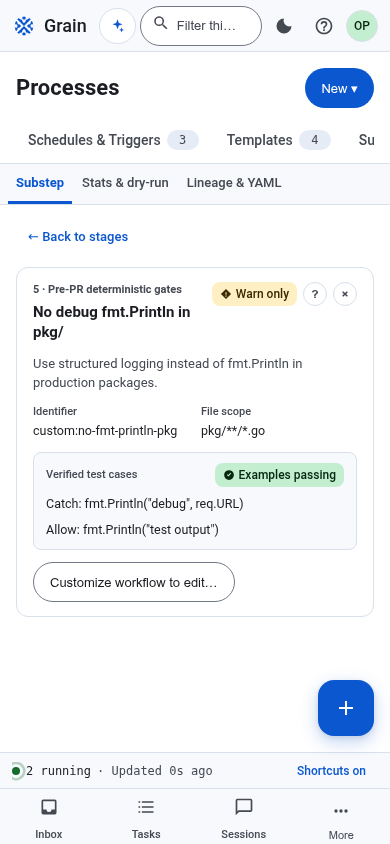 Grain
Filter thi…
OP
Processes
New ▾
Schedules & Triggers 3
Templates 4
Su
Substep
Stats & dry-run
Lineage & YAML
← Back to stages
5 · Pre-PR deterministic gates
Warn only
?
×
No debug fmt.Println in
pkg/
Use structured logging instead of fmt.Println in
production packages.
Identifier
File scope
custom:no-fmt-println-pkg
pkg/**/*.go
Verified test cases
Examples passing
Catch: fmt.Println("debug", req.URL)
Allow: fmt.Println("test output")
Customize workflow to edit…
2 running · Updated 0s ago
Shortcuts on
Inbox
Tasks
Sessions
More